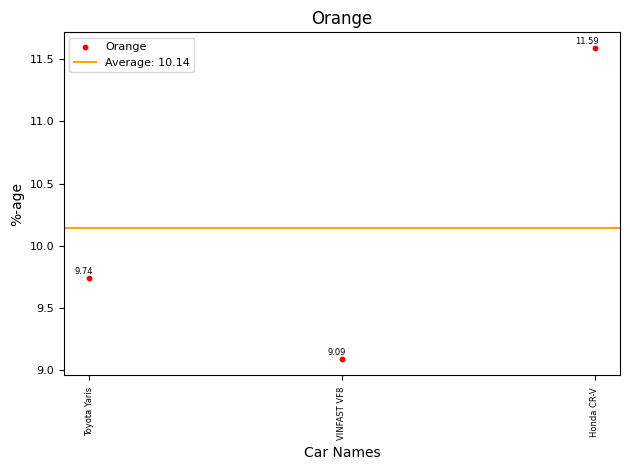 Orange
Orange
Average: 10.14
11.59
9.74
9.09
%-age
11.5
11.0
10.5
10.0
9.5
9.0
Toyota Yaris
VINFAST VF8
Honda CR-V
Car Names